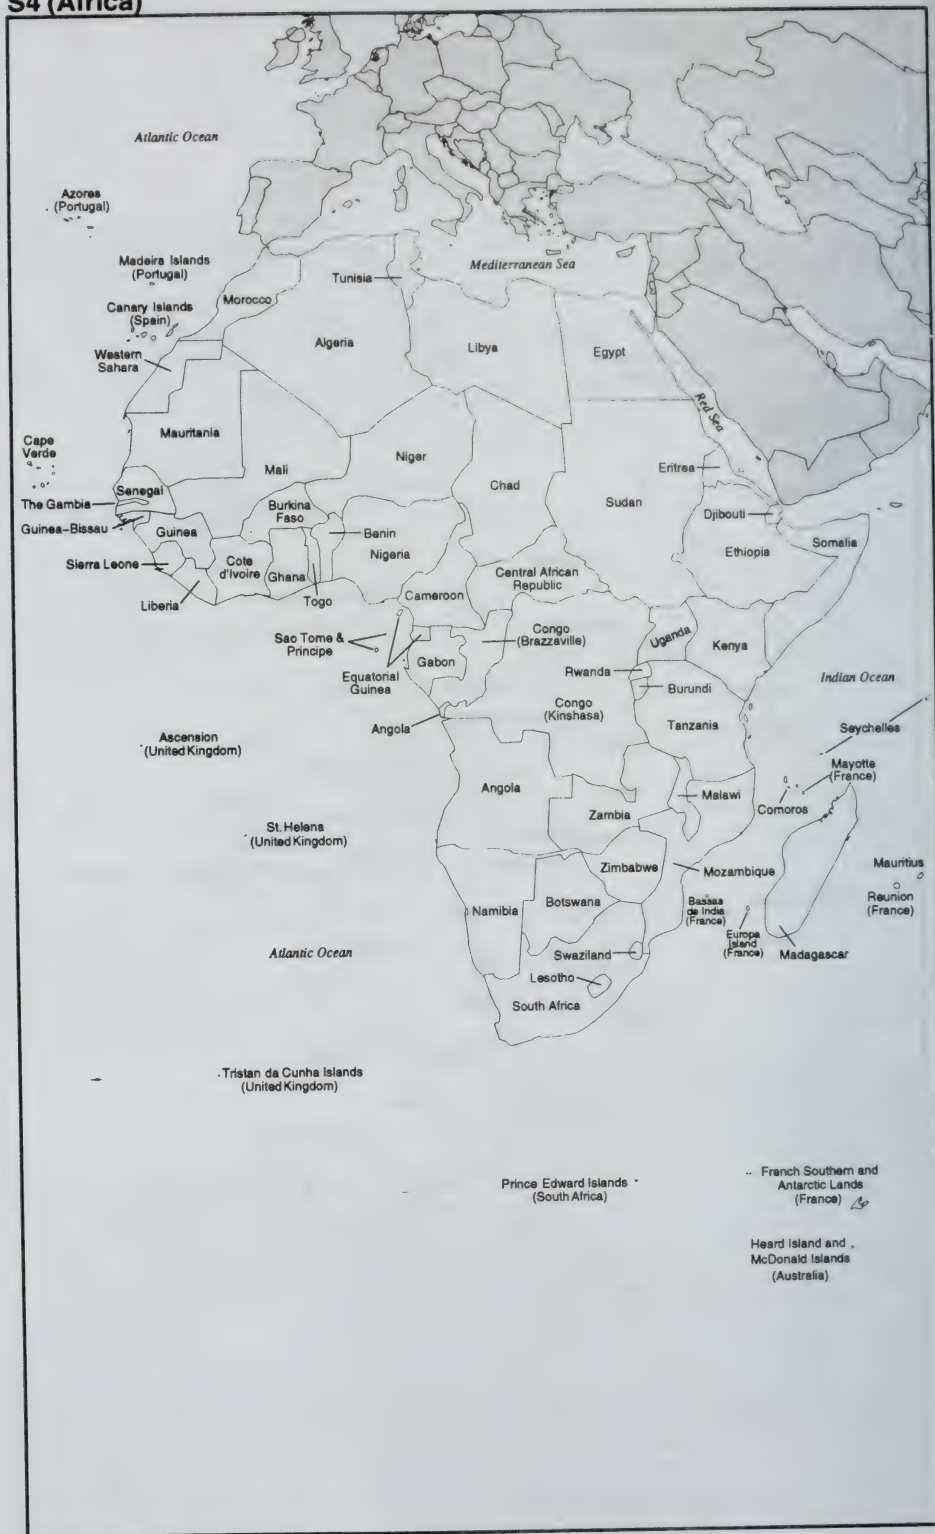 S4 (Africa)
Atlantic Ocean
Azores
(Portugal)
Madeira Islands
(Portugal)
Canary Islands
(Spain)
Western
Sahara
Morocco
Tunisia
Mediterranean Sea
Algeria
Libya
Egypt
Red Sea
Cape
Verde
Mauritania
Mali
Niger
Chad
Sudan
Eritrea
Djibouti
Ethiopia
Somalia
Senegal
The Gambia
Guinea-Bissau
Guinea
Sierra Leone
Liberia
Cote
d'Ivoire
Burkina
Faso
Ghana
Togo
Benin
Nigeria
Cameroon
Central African
Republic
Sao Tome &
Principe
Equatorial
Guinea
Gabon
Congo
(Brazzaville)
Uganda
Kenya
Rwanda
Burundi
Congo
(Kinshasa)
Tanzania
Indian Ocean
Seychelles
Angola
Ascension
(United Kingdom)
Mayotte
(France)
Comoros
Angola
Zambia
Malawi
St. Helena
(United Kingdom)
Zimbabwe
Mozambique
Mauritius
Reunion
(France)
Namibia
Botswana
Bassas
de India
(France)
Europa
Island
(France)
Madagascar
Atlantic Ocean
Swaziland
Lesotho
South Africa
Tristan da Cunha Islands
(United Kingdom)
Prince Edward Islands
(South Africa)
French Southern and
Antarctic Lands
(France)
Heard Island and
McDonald Islands
(Australia)